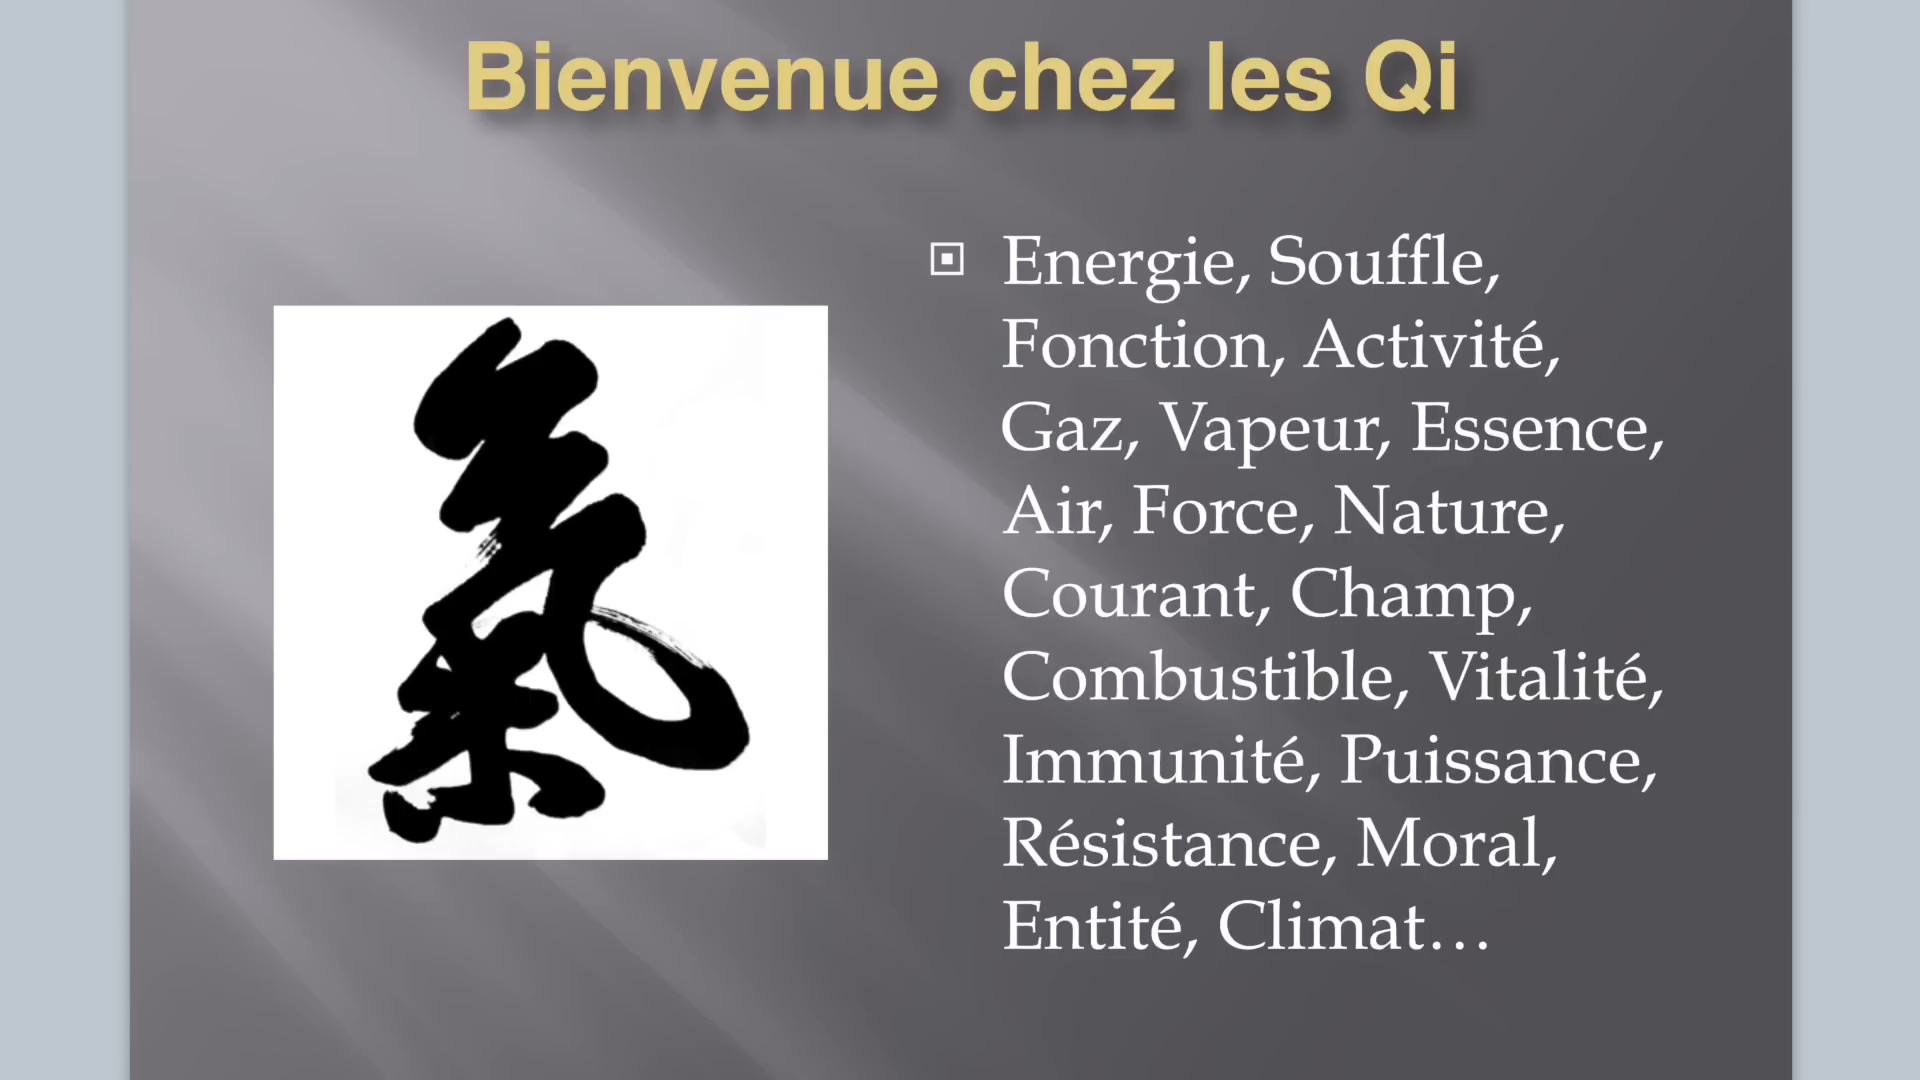 Bienvenue chez les Qi
氣
Energie, Souffle,
Fonction, Activité,
Gaz, Vapeur, Essence,
Air, Force, Nature,
Courant, Champ,
Combustible, Vitalité,
Immunité, Puissance,
Résistance, Moral,
Entité, Climat…